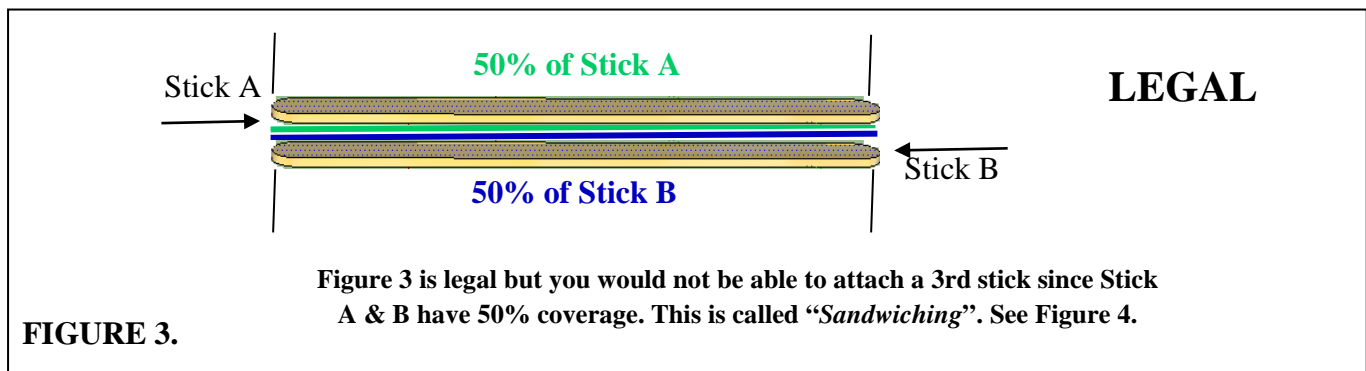 50% of Stick A
Stick A
LEGAL
Stick B
50% of Stick B
Figure 3 is legal but you would not be able to attach a 3rd stick since Stick
A & B have 50% coverage. This is called “Sandwiching”. See Figure 4.
FIGURE 3.